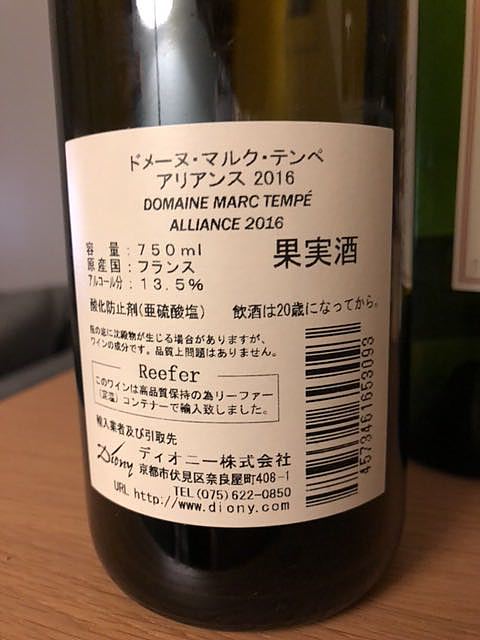 ドメーヌ・マルク・テンペ
アリアンス 2016
DOMAINE MARC TEMPÉ
ALLIANCE 2016
容量:750ml
原産国:フランス
アルコール分:13.5%
果実酒
酸化防止剤(亜硫酸塩) 飲酒は20歳になってから。
瓶の底に沈殿物が生じる場合がありますが、
ワインの成分です。品質上問題はありません。
Reefer
このワインは高品質保持の為リーファー
(定温)コンテナーで輸入致しました。
輸入業者及び引取先
Diony ディオニー株式会社
京都市伏見区奈良屋町408-1
TEL(075)622-0850
URL http://www.diony.com
4573461653993